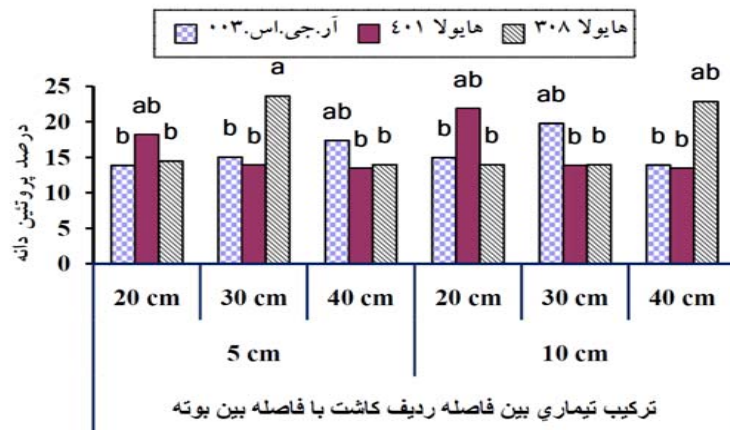 آر.جی.اس.۰۰۳ هایولا ۴۰۱ هایولا ۳۰۸
درصد پروتئین دانه
25
20
15
10
5
0
b ab b b b a ab b b b ab b ab b b b b ab
20 cm 30 cm 40 cm 20 cm 30 cm 40 cm
5 cm 10 cm
ترکیب تیماري بین فاصله ردیف کاشت با فاصله بین بوته